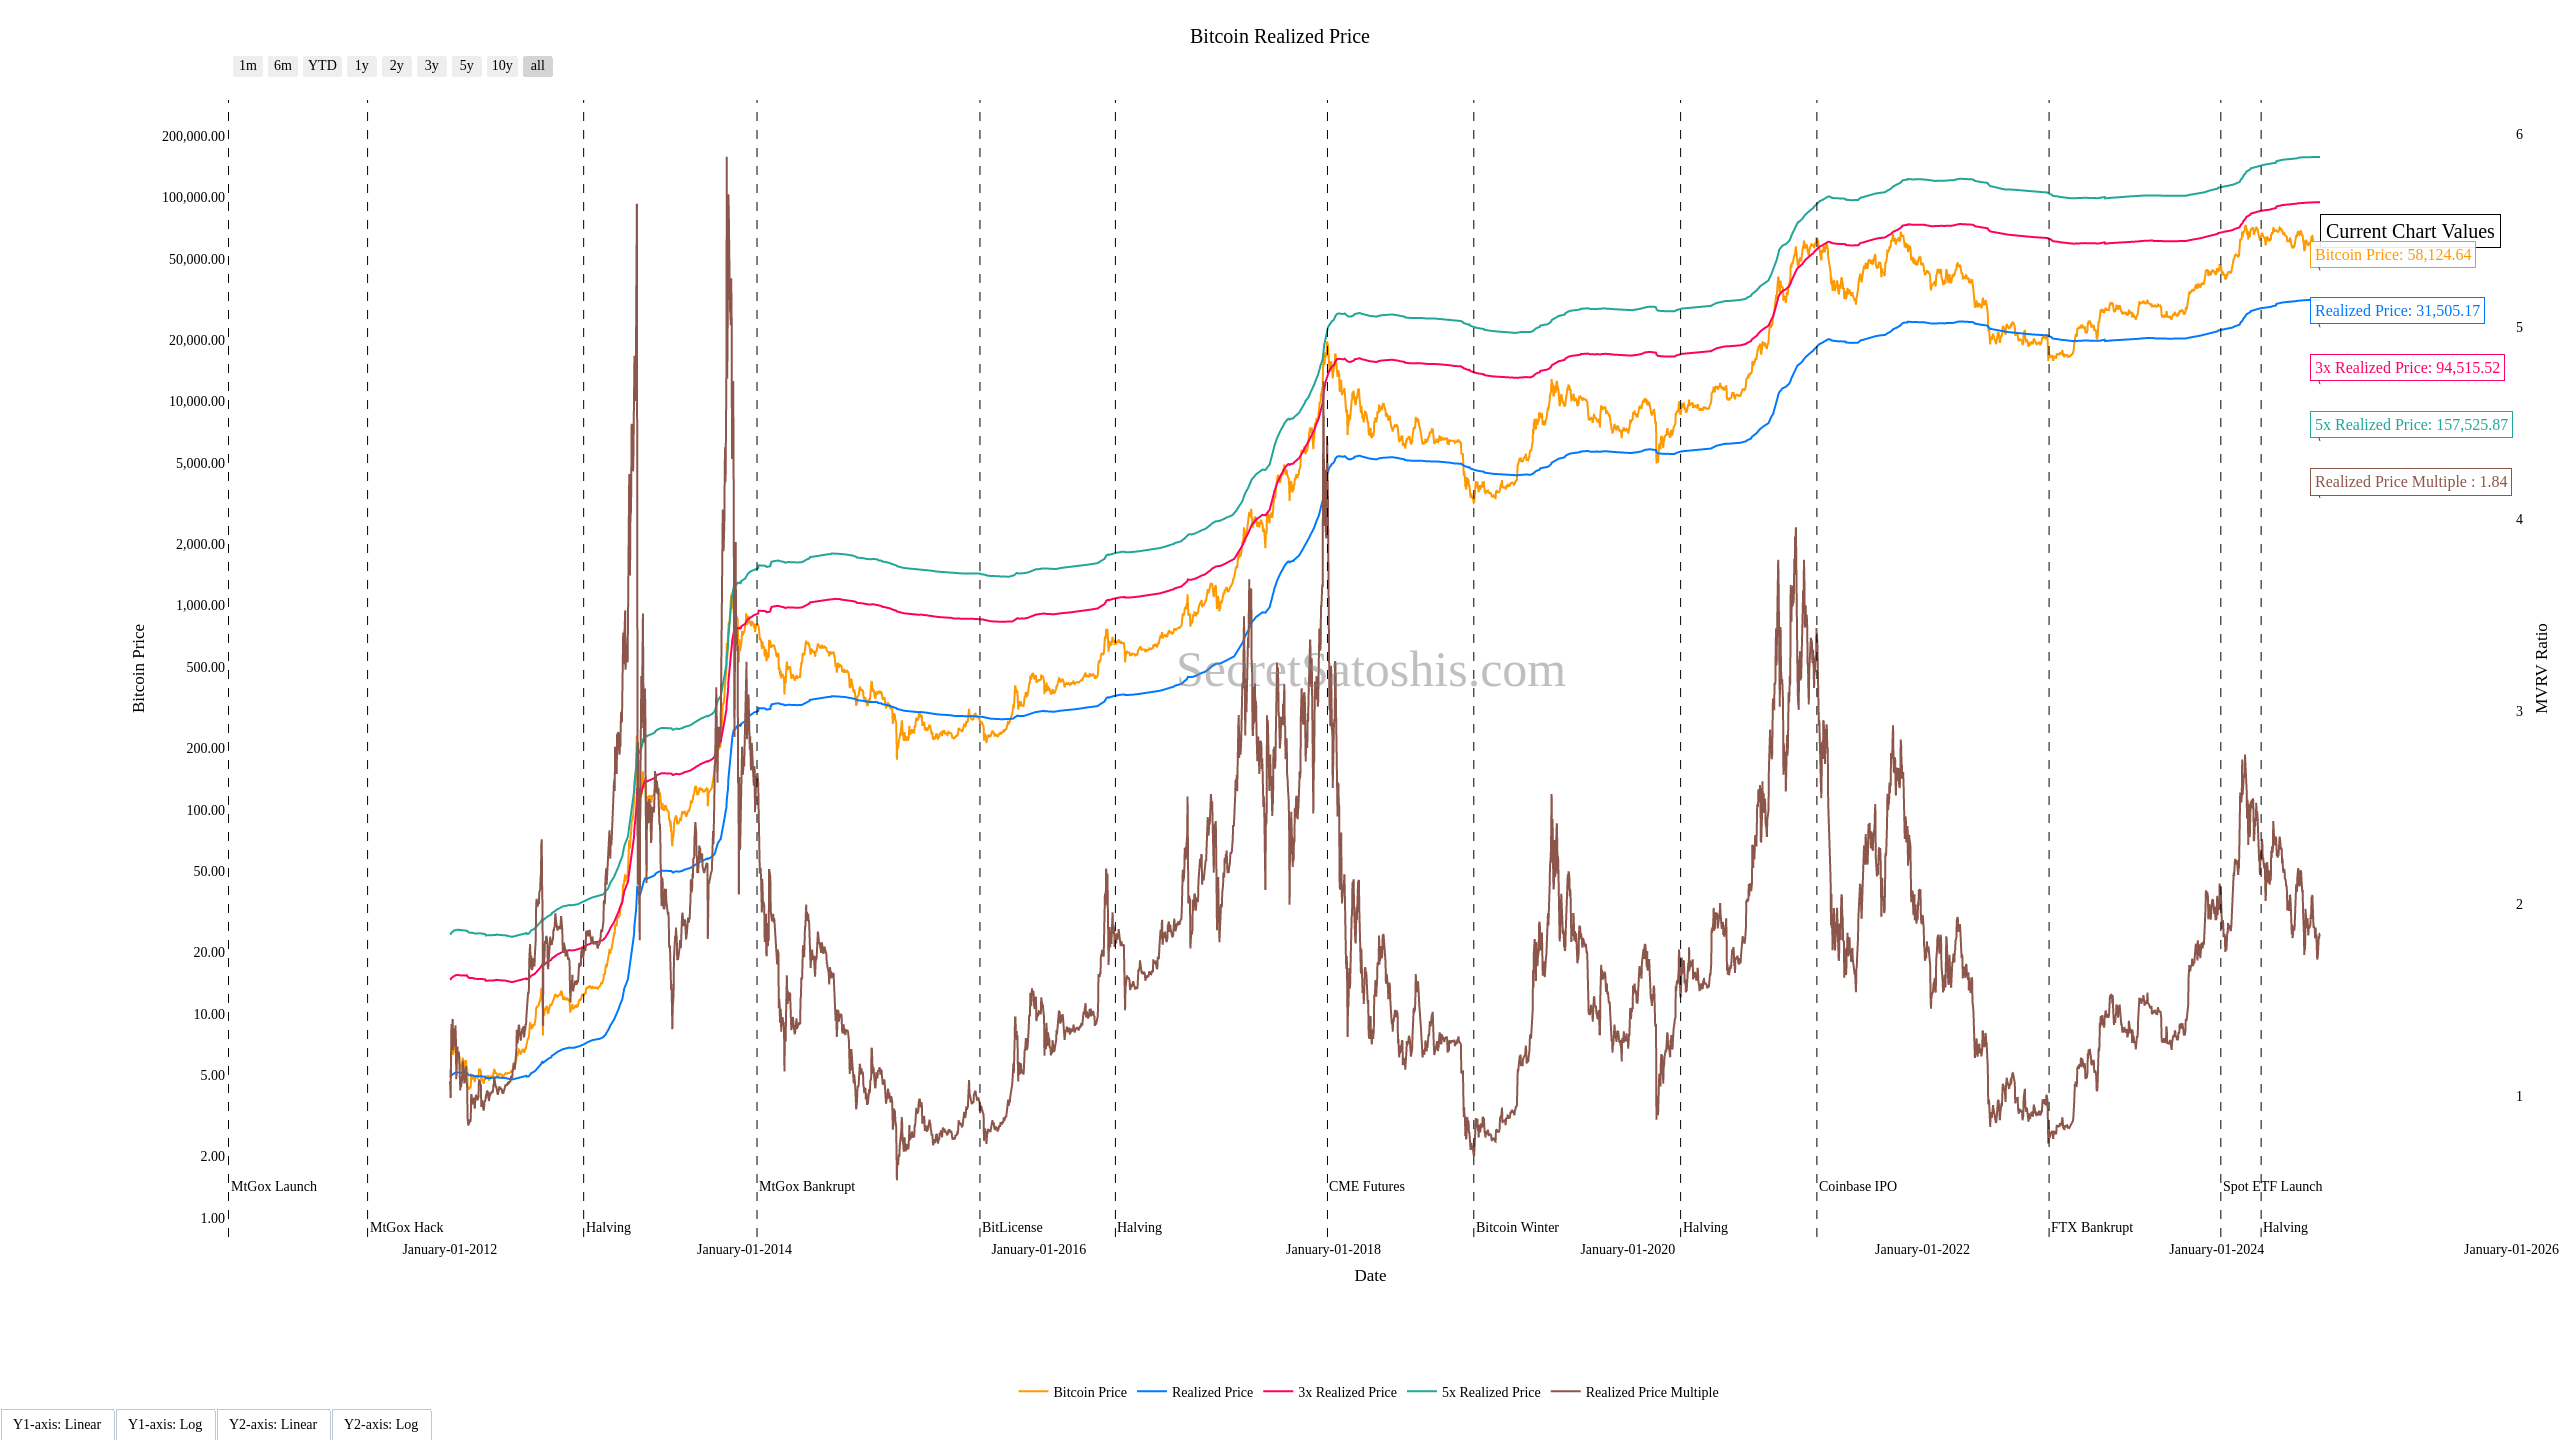 Bitcoin Realized Price
1m 6m YTD 1y 2y 3y 5y 10y all
200,000.00
100,000.00
50,000.00
20,000.00
10,000.00
5,000.00
2,000.00
1,000.00
500.00
200.00
100.00
50.00
20.00
10.00
5.00
2.00
1.00
Bitcoin Price
6
5
4
3
2
1
MVRV Ratio
Current Chart Values
Bitcoin Price: 58,124.64
Realized Price: 31,505.17
3x Realized Price: 94,515.52
5x Realized Price: 157,525.87
Realized Price Multiple : 1.84
SecretSatoshis.com
MtGox Launch
MtGox Bankrupt
CME Futures
Coinbase IPO
Spot ETF Launch
MtGox Hack
Halving
BitLicense
Halving
Bitcoin Winter
Halving
FTX Bankrupt
Halving
January-01-2012
January-01-2014
January-01-2016
January-01-2018
January-01-2020
January-01-2022
January-01-2024
January-01-2026
Date
Bitcoin Price Realized Price 3x Realized Price 5x Realized Price Realized Price Multiple
Y1-axis: Linear Y1-axis: Log Y2-axis: Linear Y2-axis: Log